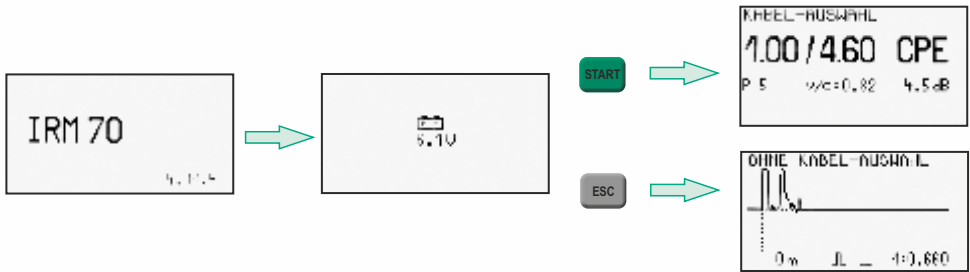 IRM 70
6.1V
START
KABEL-AUSWAHL
1.00/4.60 CPE
P 5 v/c=0.82 4.5dB
ESC
OHNE KABEL-AUSWAHL
0m